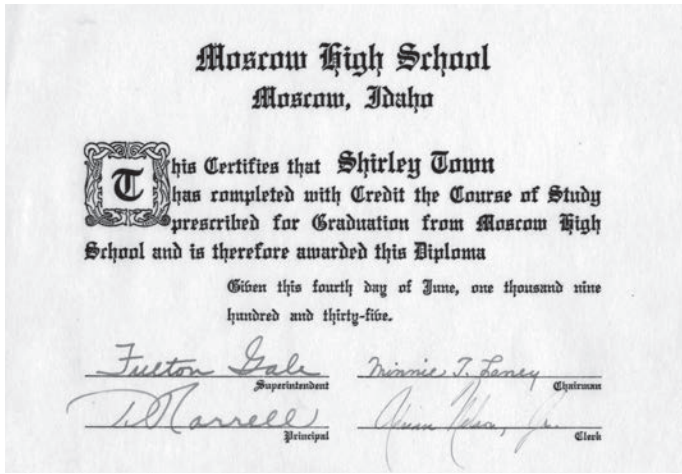 Moscow High School
Moscow, Idaho
This Certifies that Shirley Town
has completed with Credit the Course of Study
prescribed for Graduation from Moscow High
School and is therefore awarded this Diploma
Given this fourth day of June, one thousand nine
hundred and thirty-five.
Fulton Gale Minnie T. Laney
Superintendent Chairman
Nelson, Jr.
Principal Clerk